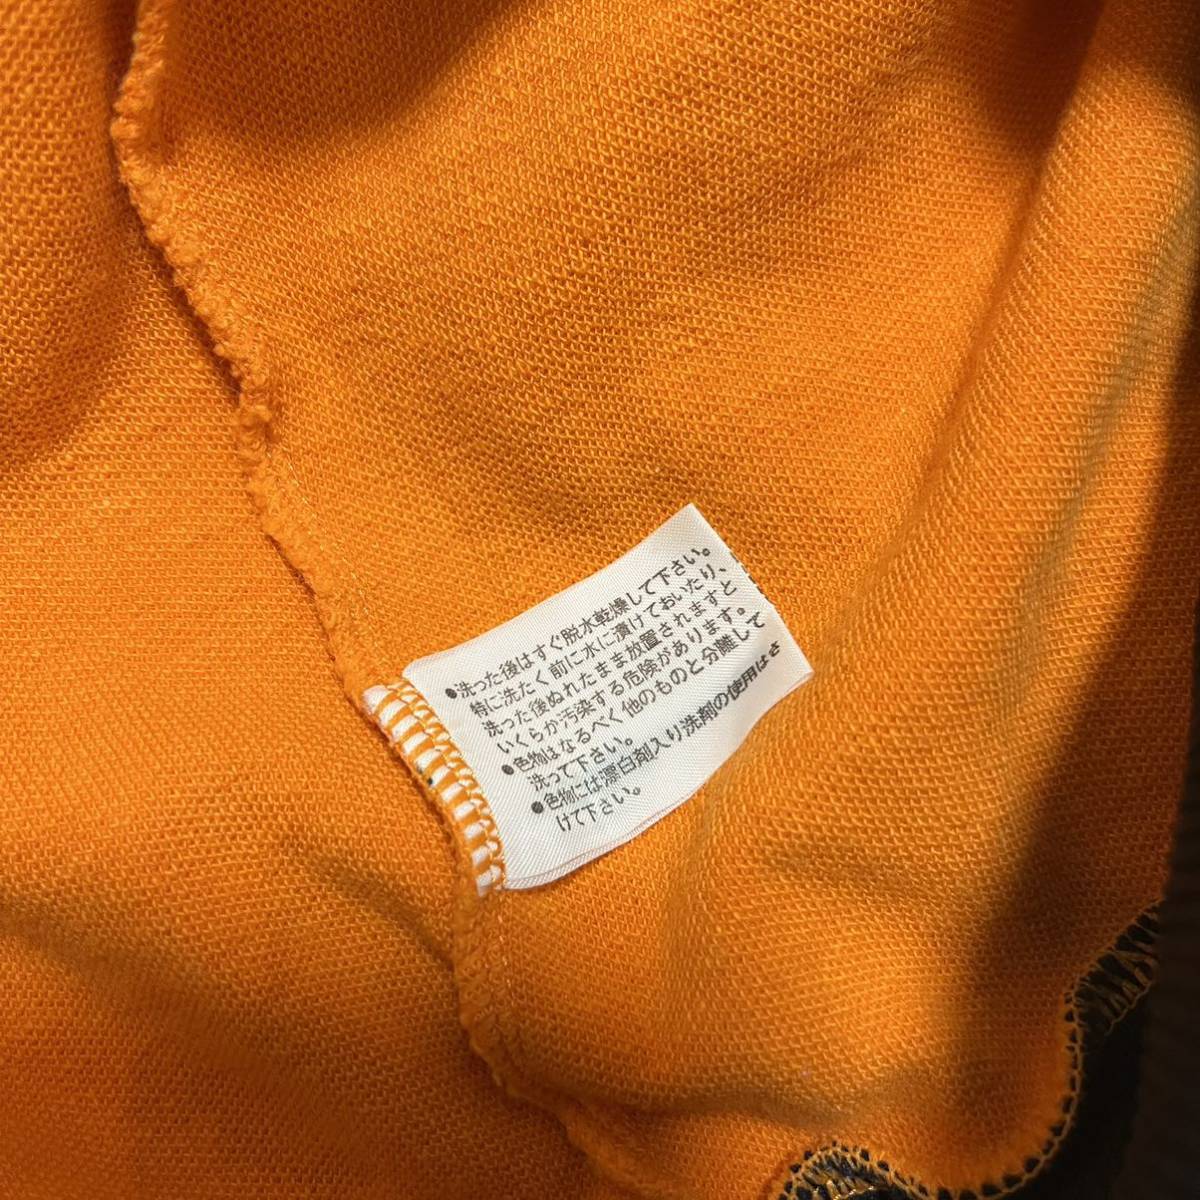 ●洗った後はすぐ脱水乾燥して下さい。
特に洗たく前に水に漬けておいたり、
洗った後ぬれたまま放置されますと
いくらか汚染する危険があります。
●色物はなるべく他のものと分離して
洗って下さい。
●色物には漂白剤入り洗剤の使用はさ
けて下さい。